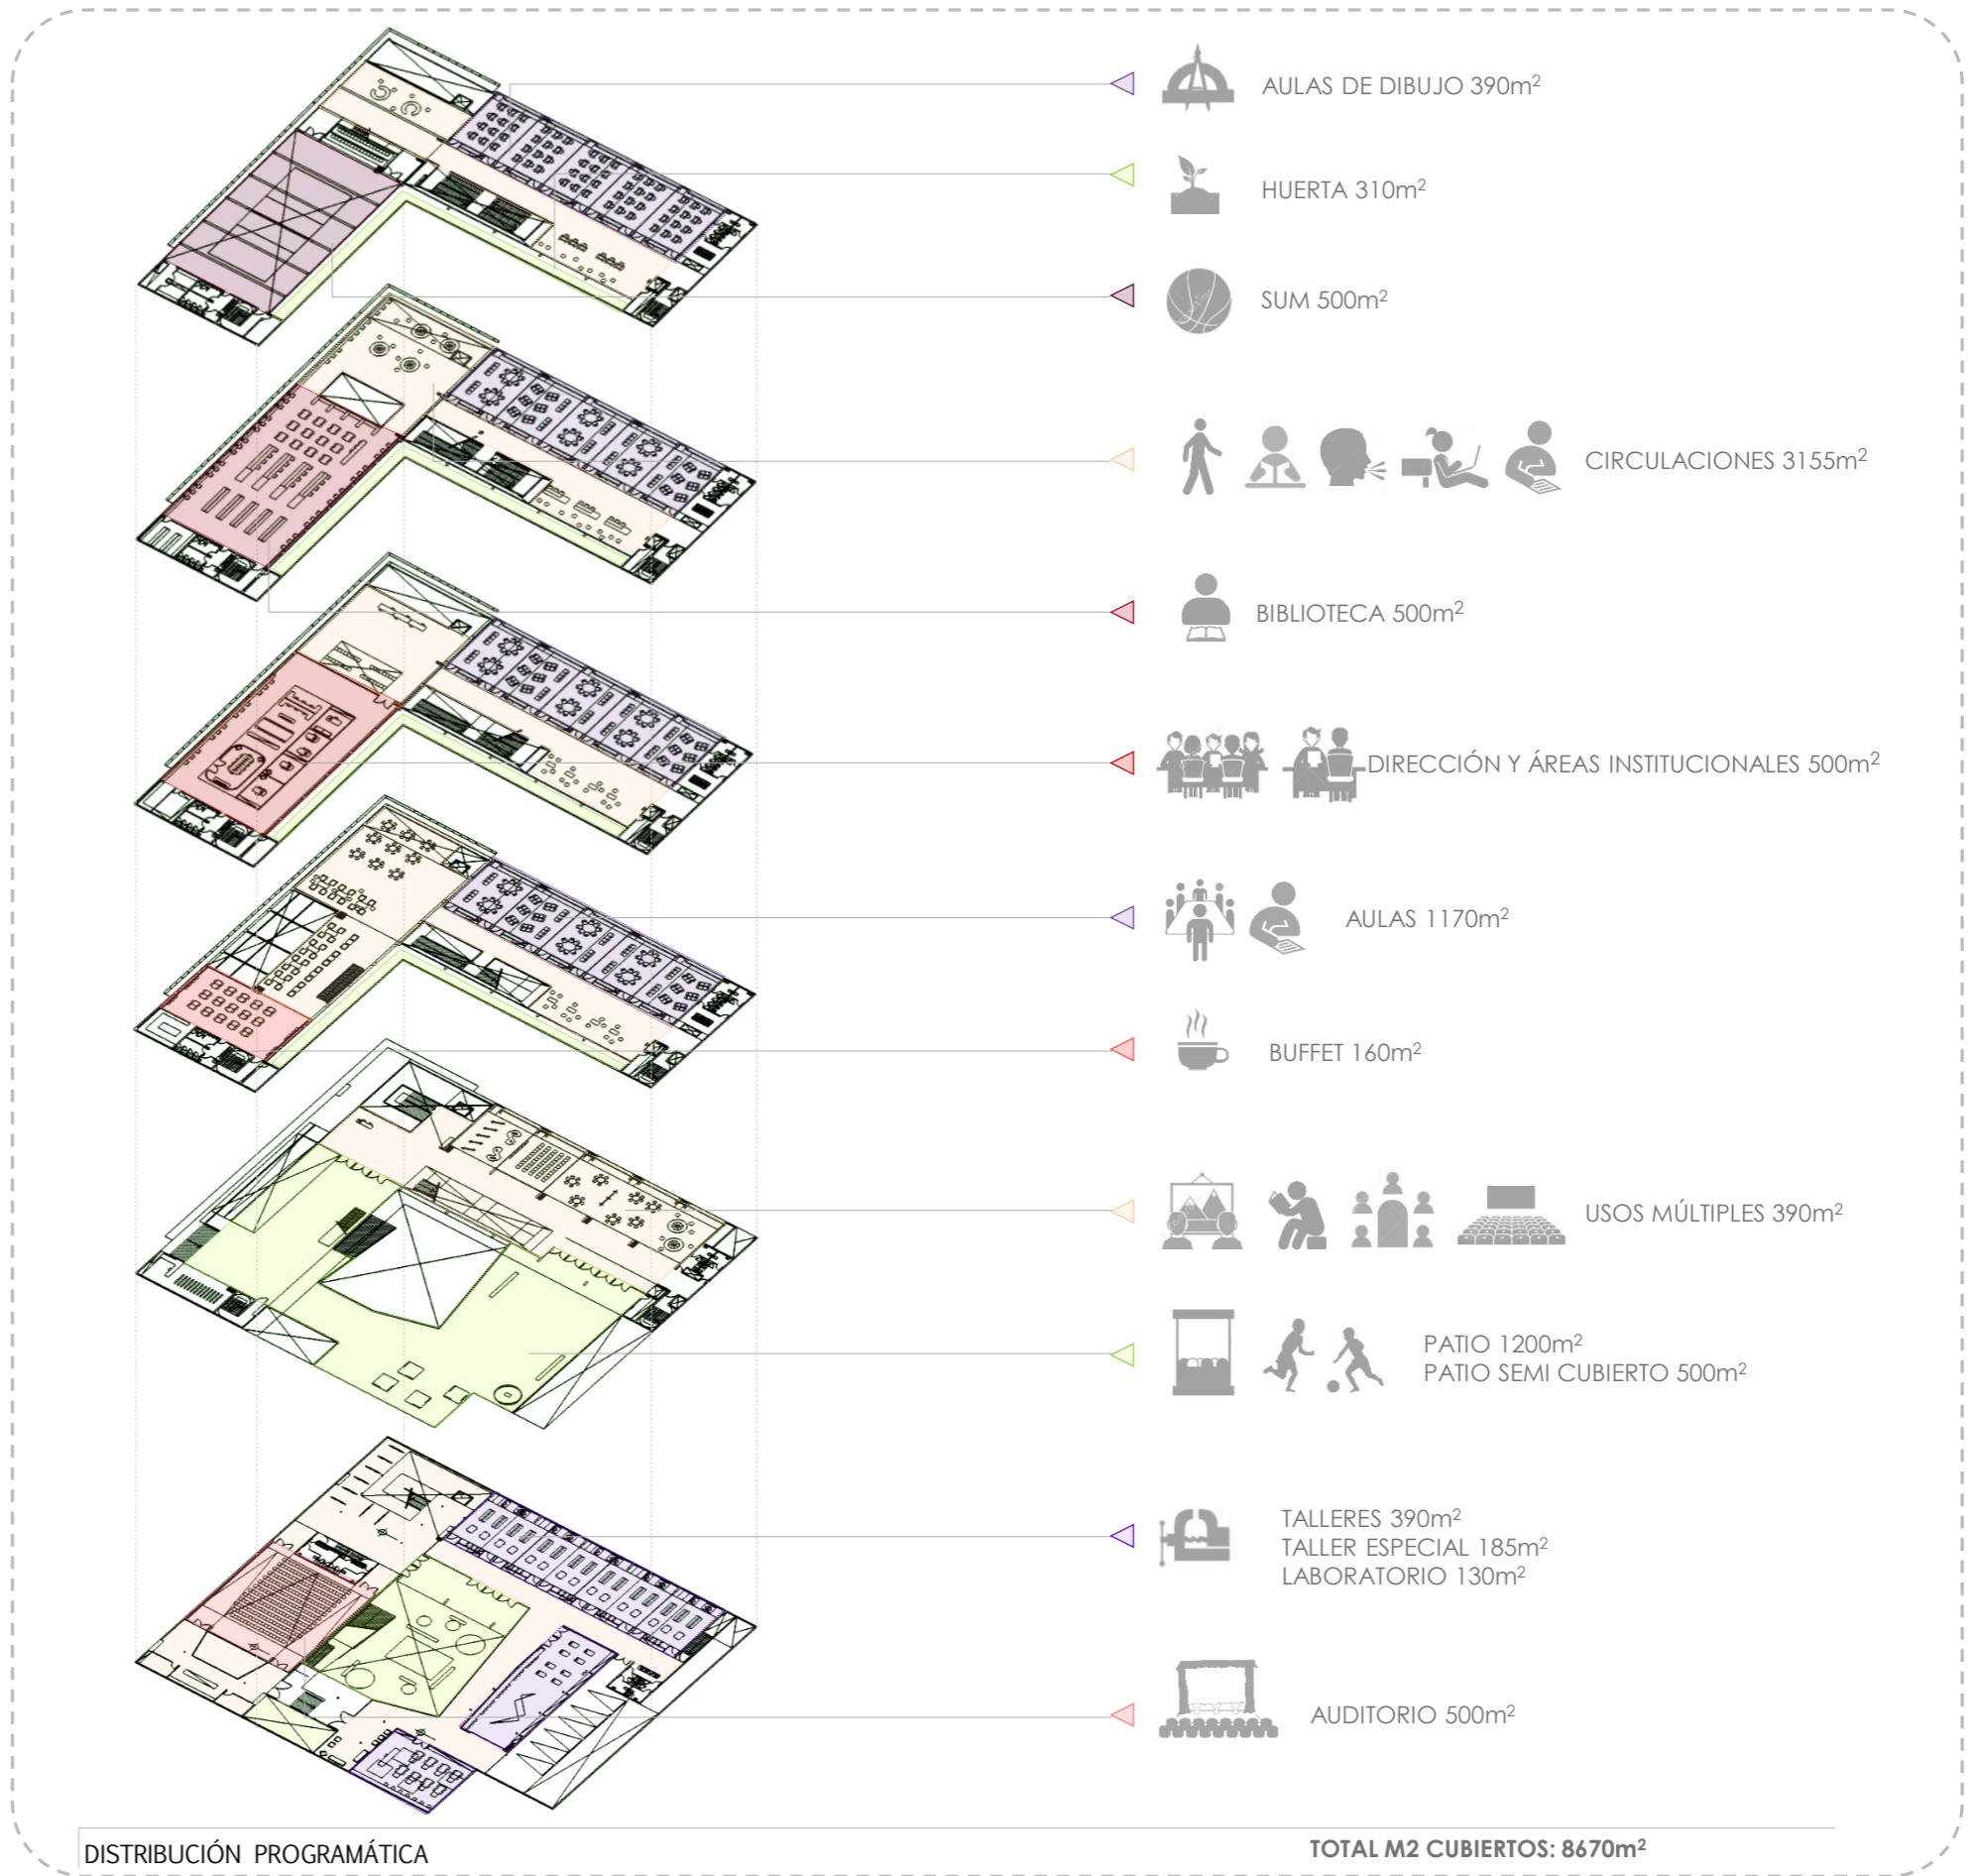 AULAS DE DIBUJO 390m²
HUERTA 310m²
SUM 500m²
CIRCULACIONES 3155m²
BIBLIOTECA 500m²
DIRECCIÓN Y ÁREAS INSTITUCIONALES 500m²
AULAS 1170m²
BUFFET 160m²
USOS MÚLTIPLES 390m²
PATIO 1200m²
PATIO SEMI CUBIERTO 500m²
TALLERES 390m²
TALLER ESPECIAL 185m²
LABORATORIO 130m²
AUDITORIO 500m²
DISTRIBUCIÓN PROGRAMÁTICA
TOTAL M2 CUBIERTOS: 8670m²